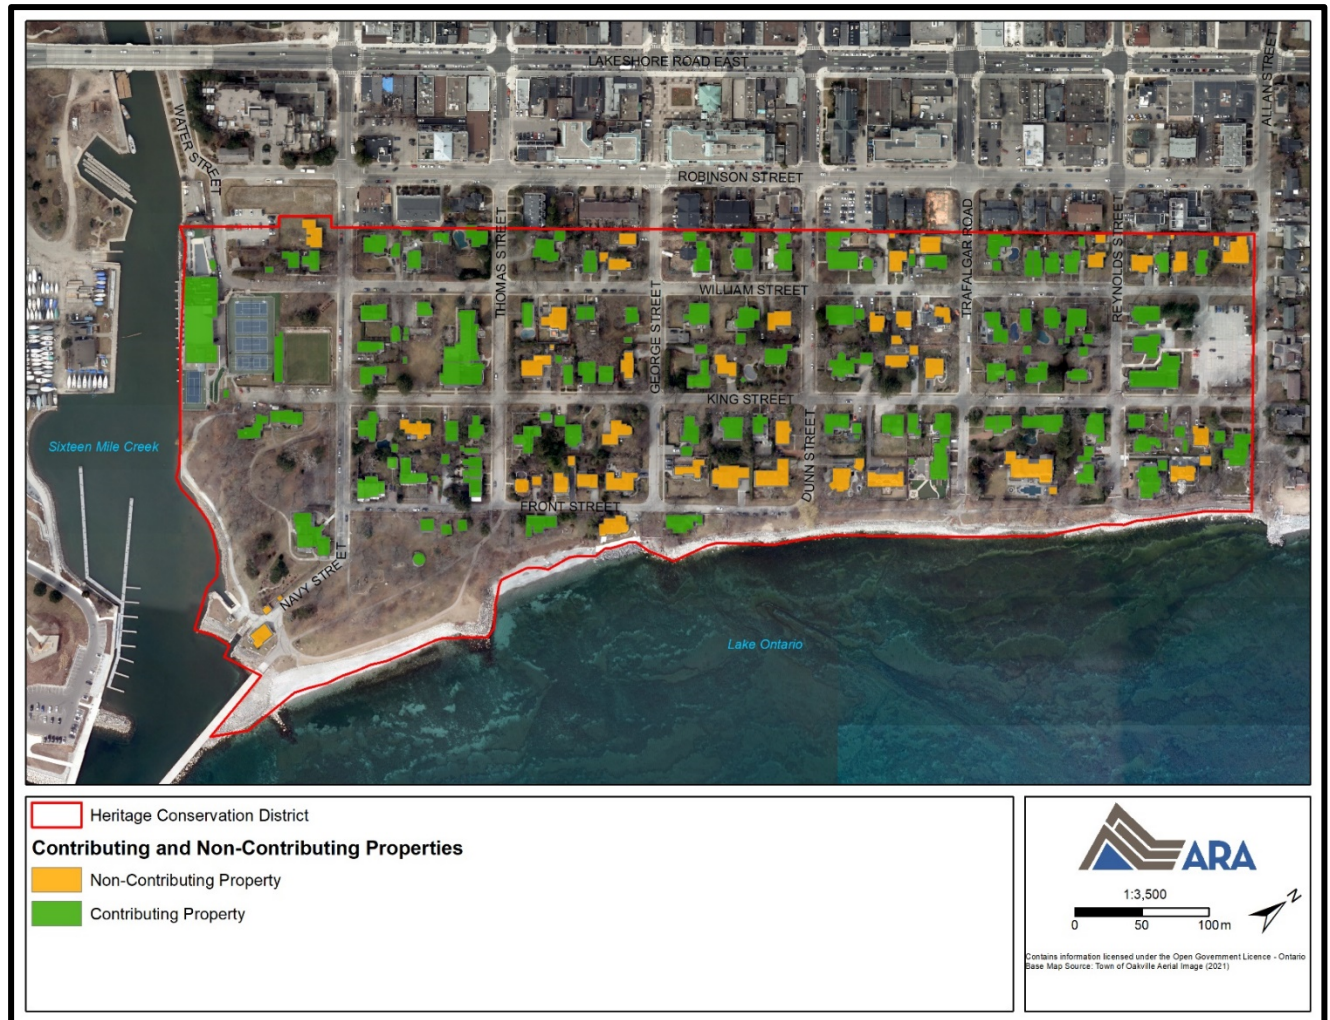 LAKESHORE ROAD EAST
ALLAN STREET
WATER STREET
ROBINSON STREET
THOMAS STREET
GEORGE STREET
TRAFALGAR ROAD
REYNOLDS STREET
WILLIAM STREET
KING STREET
DUNN STREET
Sixteen Mile Creek
FRONT STREET
NAVY STREET
Lake Ontario
Heritage Conservation District
Contributing and Non-Contributing Properties
Non-Contributing Property
Contributing Property
ARA
1:3,500
N
0 50 100 m
Contains information licensed under the Open Government Licence - Ontario
Base Map Source: Town of Oakville Aerial Image (2021)